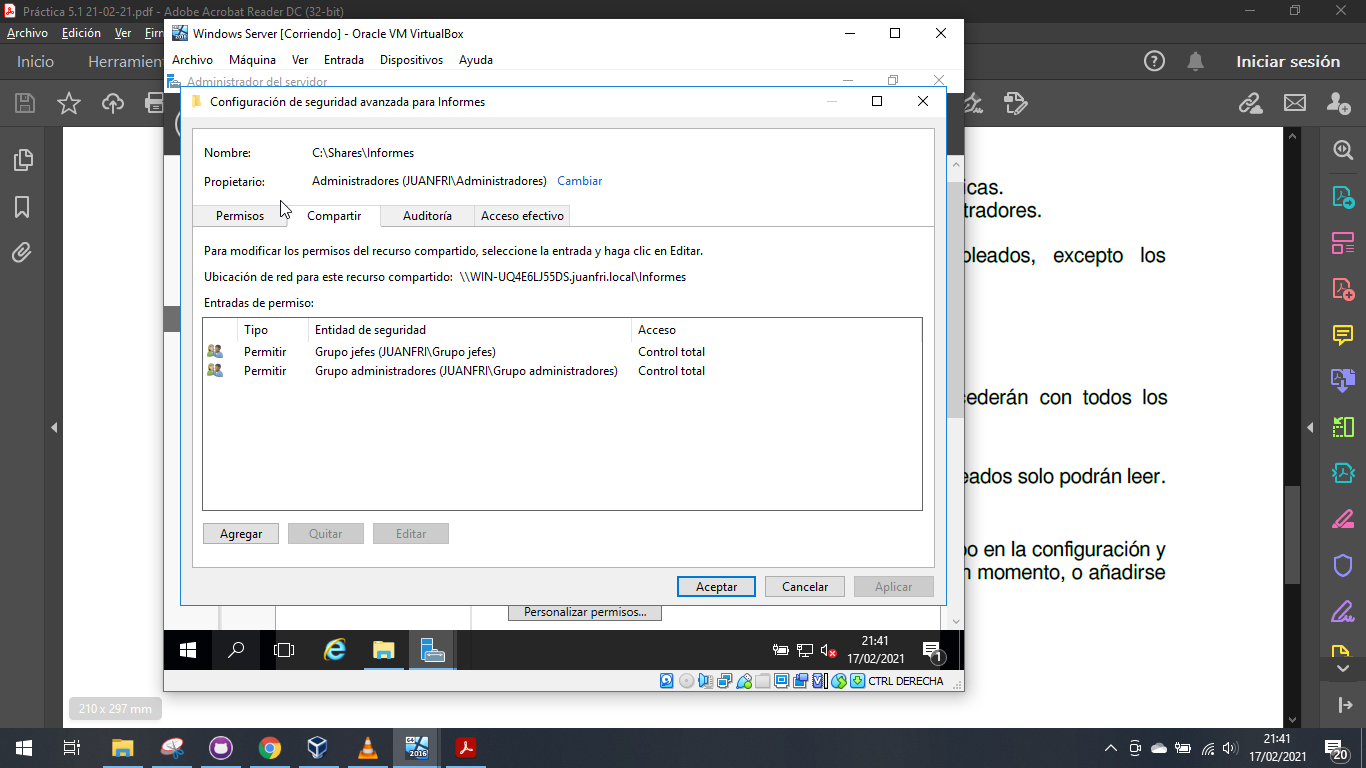 Práctica 5.1 21-02-21.pdf - Adobe Acrobat Reader DC (32-bit)
Archivo Edición Ver Firm
Inicio Herramien Iniciar sesión
Windows Server [Corriendo] - Oracle VM VirtualBox
Archivo Máquina Ver Entrada Dispositivos Ayuda
Administrador del servidor
Configuración de seguridad avanzada para Informes
Nombre: C:\Shares\Informes
Propietario: Administradores (JUANFRI\Administradores) Cambiar
Permisos Compartir Auditoría Acceso efectivo
Para modificar los permisos del recurso compartido, seleccione la entrada y haga clic en Editar.
Ubicación de red para este recurso compartido: \\WIN-UQ4E6LJ55DS.juanfri.local\Informes
Entradas de permiso:
Tipo Entidad de seguridad Acceso
Permitir Grupo jefes (JUANFRI\Grupo jefes) Control total
Permitir Grupo administradores (JUANFRI\Grupo administradores) Control total
Agregar Quitar Editar
Aceptar Cancelar Aplicar
Personalizar permisos...
icas.
tradores.
pleados, excepto los
cederán con todos los
eados solo podrán leer.
po en la configuración y
n momento, o añadirse
21:41
17/02/2021
1
CTRL DERECHA
210 x 297 mm
64
2016
21:41
17/02/2021
20